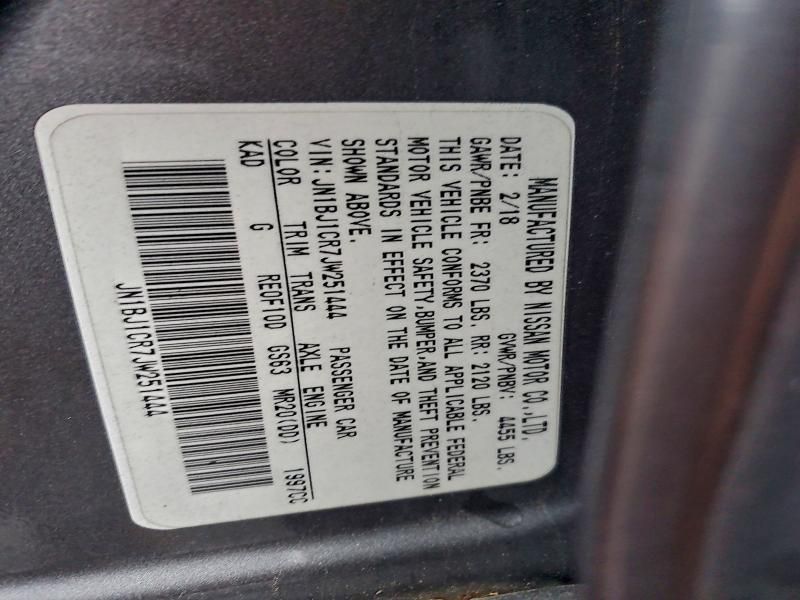 MANUFACTURED BY NISSAN MOTOR CO.,LTD.
DATE: 2/18 GVWR/PNBV: 4455 LBS.
GAWR/PNBE FR: 2370 LBS. RR: 2120 LBS.
THIS VEHICLE CONFORMS TO ALL APPLICABLE FEDERAL
MOTOR VEHICLE SAFETY,BUMPER,AND THEFT PREVENTION
STANDARDS IN EFFECT ON THE DATE OF MANUFACTURE
SHOWN ABOVE.
VIN:JN1BJ1CR7JW251444 PASSENGER CAR
COLOR TRIM TRANS AXLE ENGINE
KAD G RE0F10D GS63 MR20(DD) 1997CC
JN1BJ1CR7JW251444